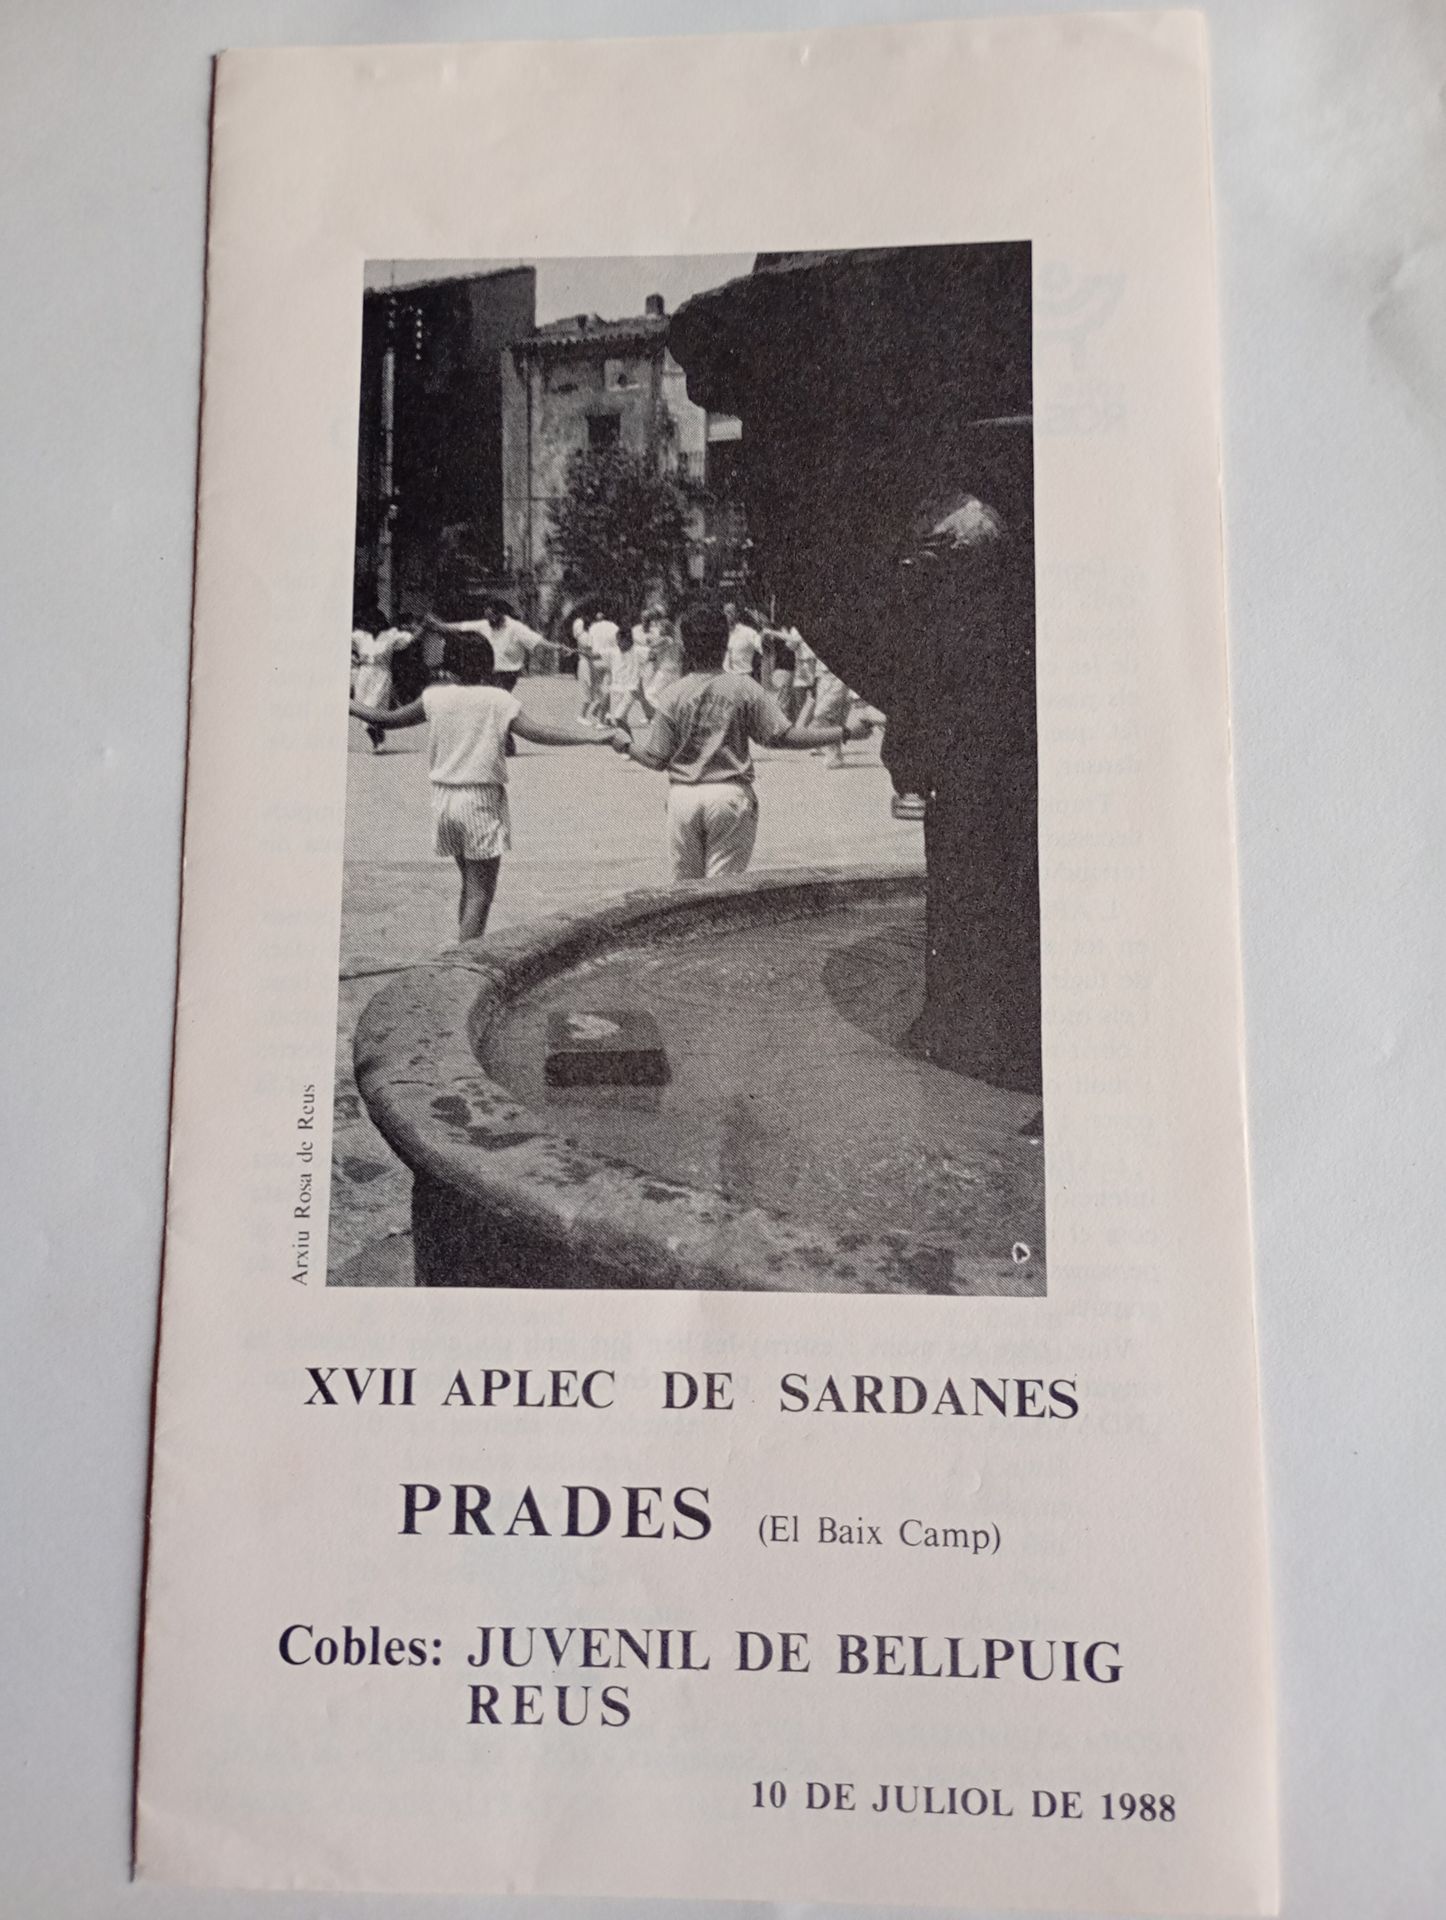 Arxiu Rosa de Reus
XVII APLEC DE SARDANES
PRADES (El Baix Camp)
Cobles: JUVENIL DE BELLPUIG
REUS
10 DE JULIOL DE 1988